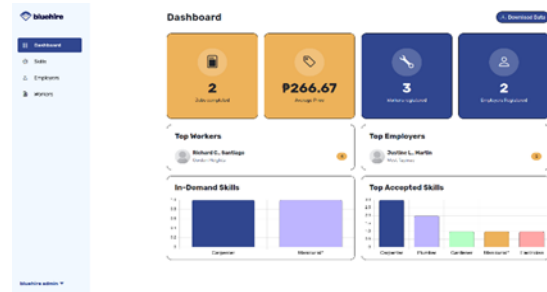 bluehire
Dashboard
Skills
Employers
Workers
bluehire admin
Dashboard
Download Data
2
Jobs completed
₱266.67
Average Price
3
Workers registered
2
Employers Registered
Top Workers
Richard C. Santiago
Top Employers
Justine L. Martin
In-Demand Skills
Carpenter
Top Accepted Skills
Carpenter
Plumber
Gardener